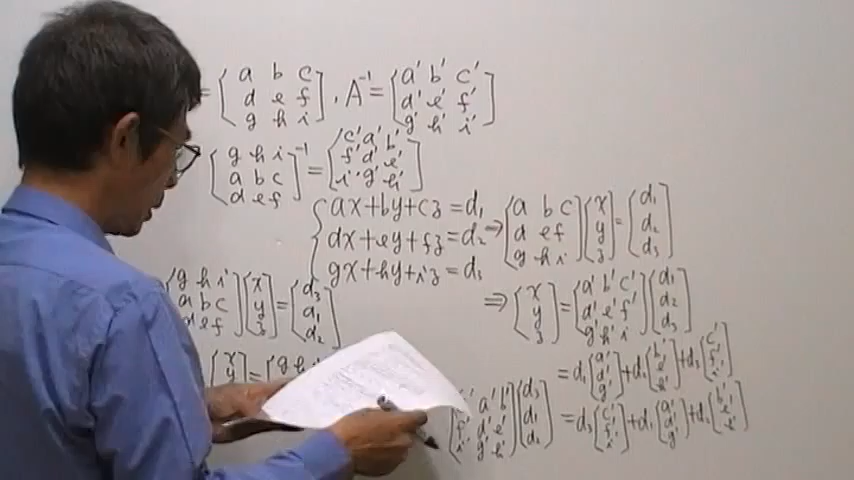 = [a b c
d e f
g h i], A⁻¹ = [a' b' c'
d' e' f'
g' h' i']
[g h i
a b c
d e f]⁻¹ = [c' a' b'
f' d' e'
i' g' h']
{ax+by+cz=d₁
dx+ey+fz=d₂
gx+hy+iz=d₃
⇒ [a b c
d e f
g h i][x
y
z] = [d₁
d₂
d₃]
⇒ [x
y
z] = [a' b' c'
d' e' f'
g' h' i][d₁
d₂
d₃]
= d₁[a'
d'
g'] + d₂[b'
e'
h'] + d₃[c'
f'
i']
[g h i
a b c
d e f][x
y
z] = [d₃
d₁
d₂]
[x
y = [g h i
a' b'
f' d' e'
i' g' h'][d₃
d₁
d₂] = d₃[c'
f'
i'] + d₁[a'
d'
g'] + d₂[b'
e'
h']